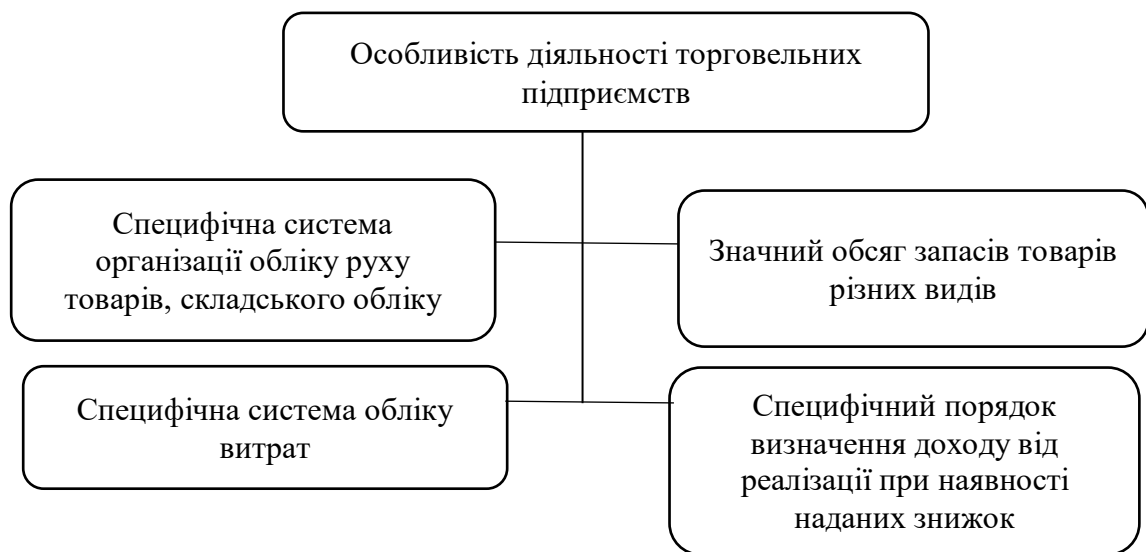 Особливість діяльності торговельних
підприємств
Специфічна система
організації обліку руху
товарів, складського обліку
Значний обсяг запасів товарів
різних видів
Специфічна система обліку
витрат
Специфічний порядок
визначення доходу від
реалізації при наявності
наданих знижок